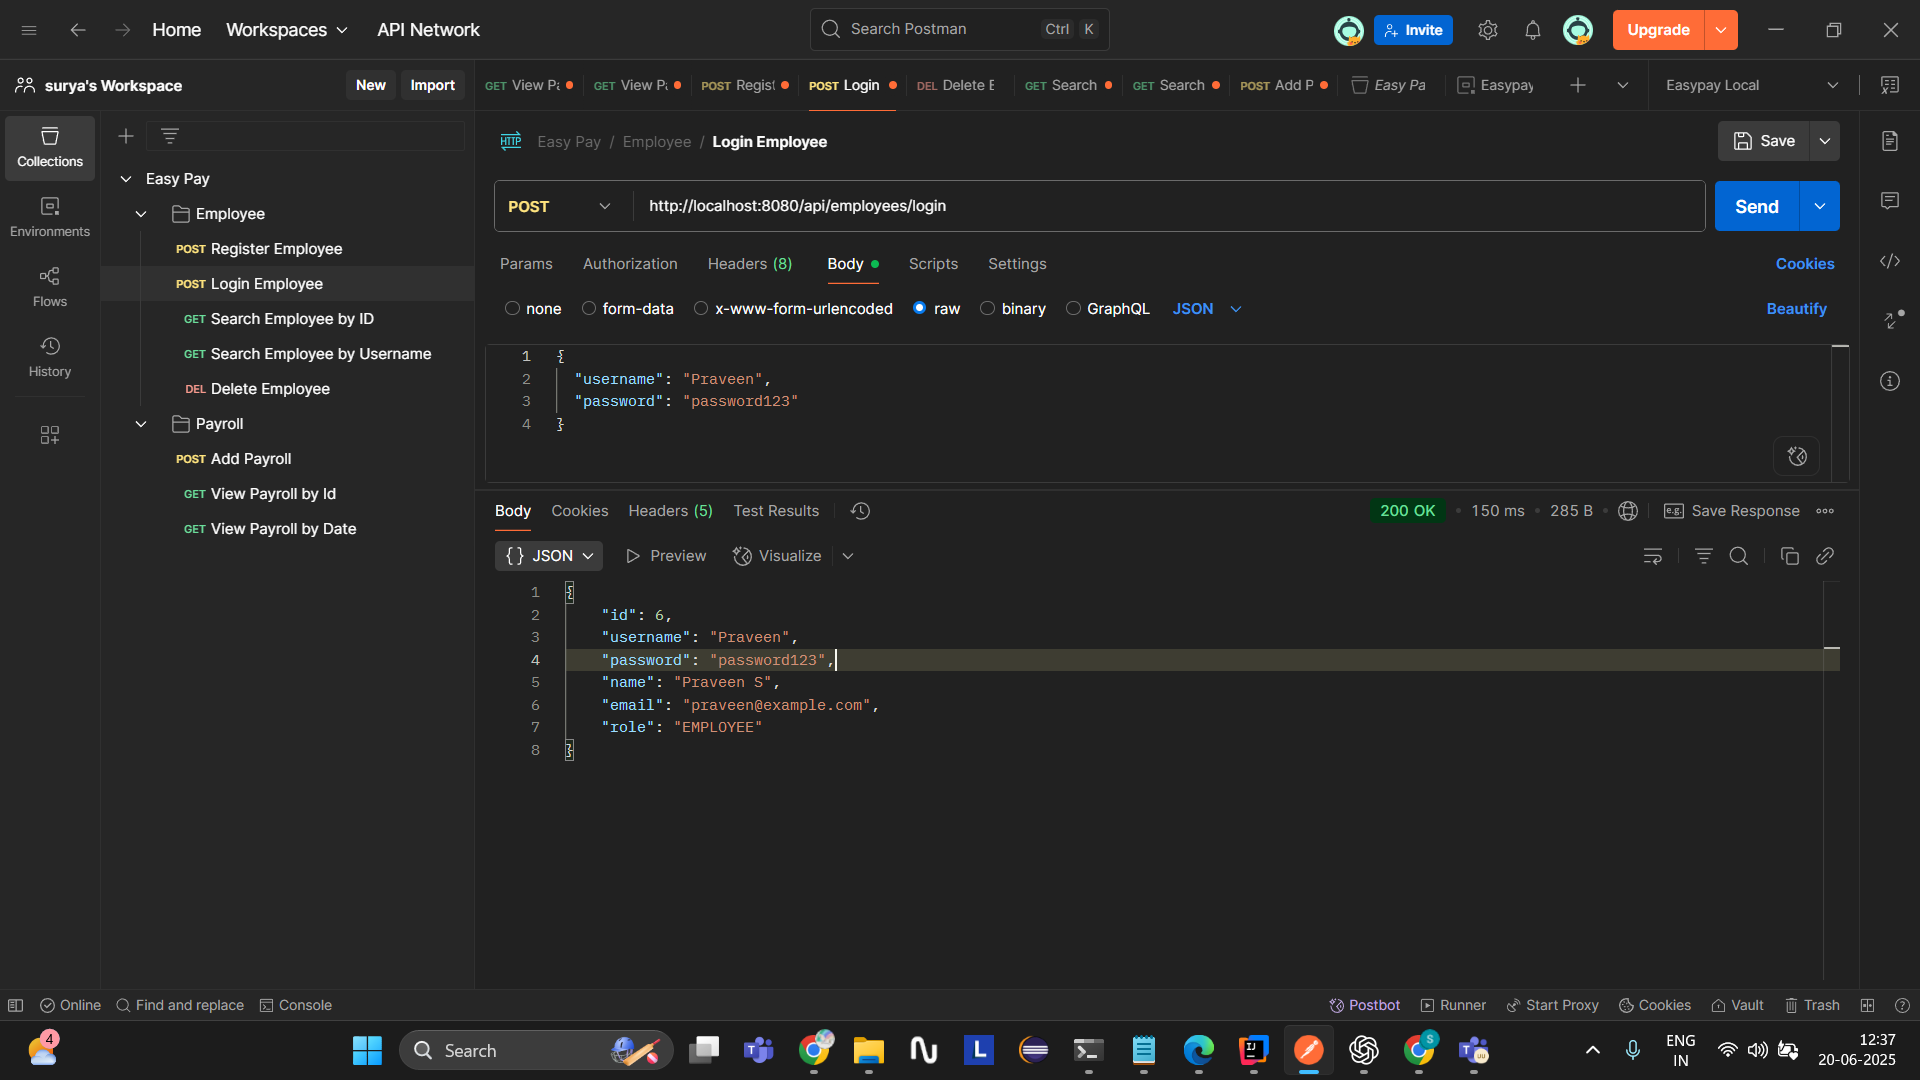 Home
Workspaces
API Network
Search Postman
Ctrl
K
Invite
Upgrade
surya's Workspace
New
Import
GET View Pa
GET View Pa
POST Regist
POST Login
DEL Delete E
GET Search
GET Search
POST Add P
Easy Pa
Easypay
Easypay Local
Collections
Environments
Flows
History
Easy Pay
Employee
POST Register Employee
POST Login Employee
GET Search Employee by ID
GET Search Employee by Username
DEL Delete Employee
Payroll
POST Add Payroll
GET View Payroll by Id
GET View Payroll by Date
HTTP
Easy Pay / Employee / Login Employee
Save
POST
http://localhost:8080/api/employees/login
Send
Params
Authorization
Headers (8)
Body
Scripts
Settings
Cookies
none
form-data
x-www-form-urlencoded
raw
binary
GraphQL
JSON
Beautify
1 {
2 "username": "Praveen",
3 "password": "password123"
4 }
Body
Cookies
Headers (5)
Test Results
200 OK
150 ms
285 B
e.g.
Save Response
{} JSON
Preview
Visualize
1 {
2 "id": 6,
3 "username": "Praveen",
4 "password": "password123",
5 "name": "Praveen S",
6 "email": "praveen@example.com",
7 "role": "EMPLOYEE"
8 }
Online
Find and replace
Console
Postbot
Runner
Start Proxy
Cookies
Vault
Trash
4
Search
L
IJ
S
ENG
IN
12:37
20-06-2025